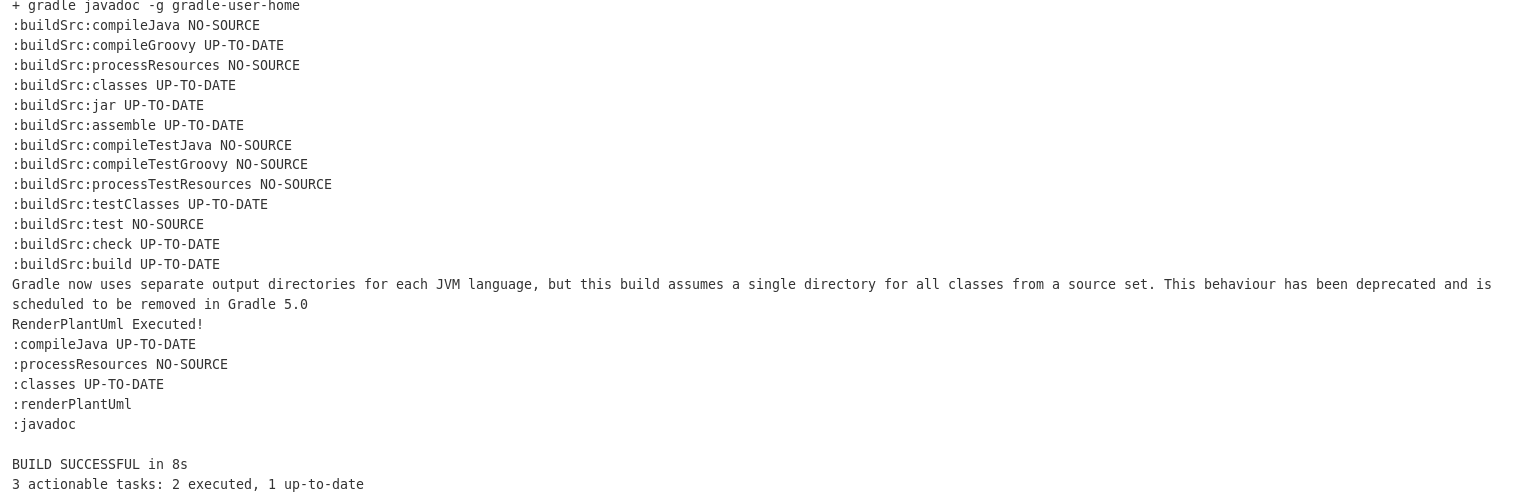 + gradle javadoc -g gradle-user-home
:buildSrc:compileJava NO-SOURCE
:buildSrc:compileGroovy UP-TO-DATE
:buildSrc:processResources NO-SOURCE
:buildSrc:classes UP-TO-DATE
:buildSrc:jar UP-TO-DATE
:buildSrc:assemble UP-TO-DATE
:buildSrc:compileTestJava NO-SOURCE
:buildSrc:compileTestGroovy NO-SOURCE
:buildSrc:processTestResources NO-SOURCE
:buildSrc:testClasses UP-TO-DATE
:buildSrc:test NO-SOURCE
:buildSrc:check UP-TO-DATE
:buildSrc:build UP-TO-DATE
Gradle now uses separate output directories for each JVM language, but this build assumes a single directory for all classes from a source set. This behaviour has been deprecated and is
scheduled to be removed in Gradle 5.0
RenderPlantUml Executed!
:compileJava UP-TO-DATE
:processResources NO-SOURCE
:classes UP-TO-DATE
:renderPlantUml
:javadoc

BUILD SUCCESSFUL in 8s
3 actionable tasks: 2 executed, 1 up-to-date